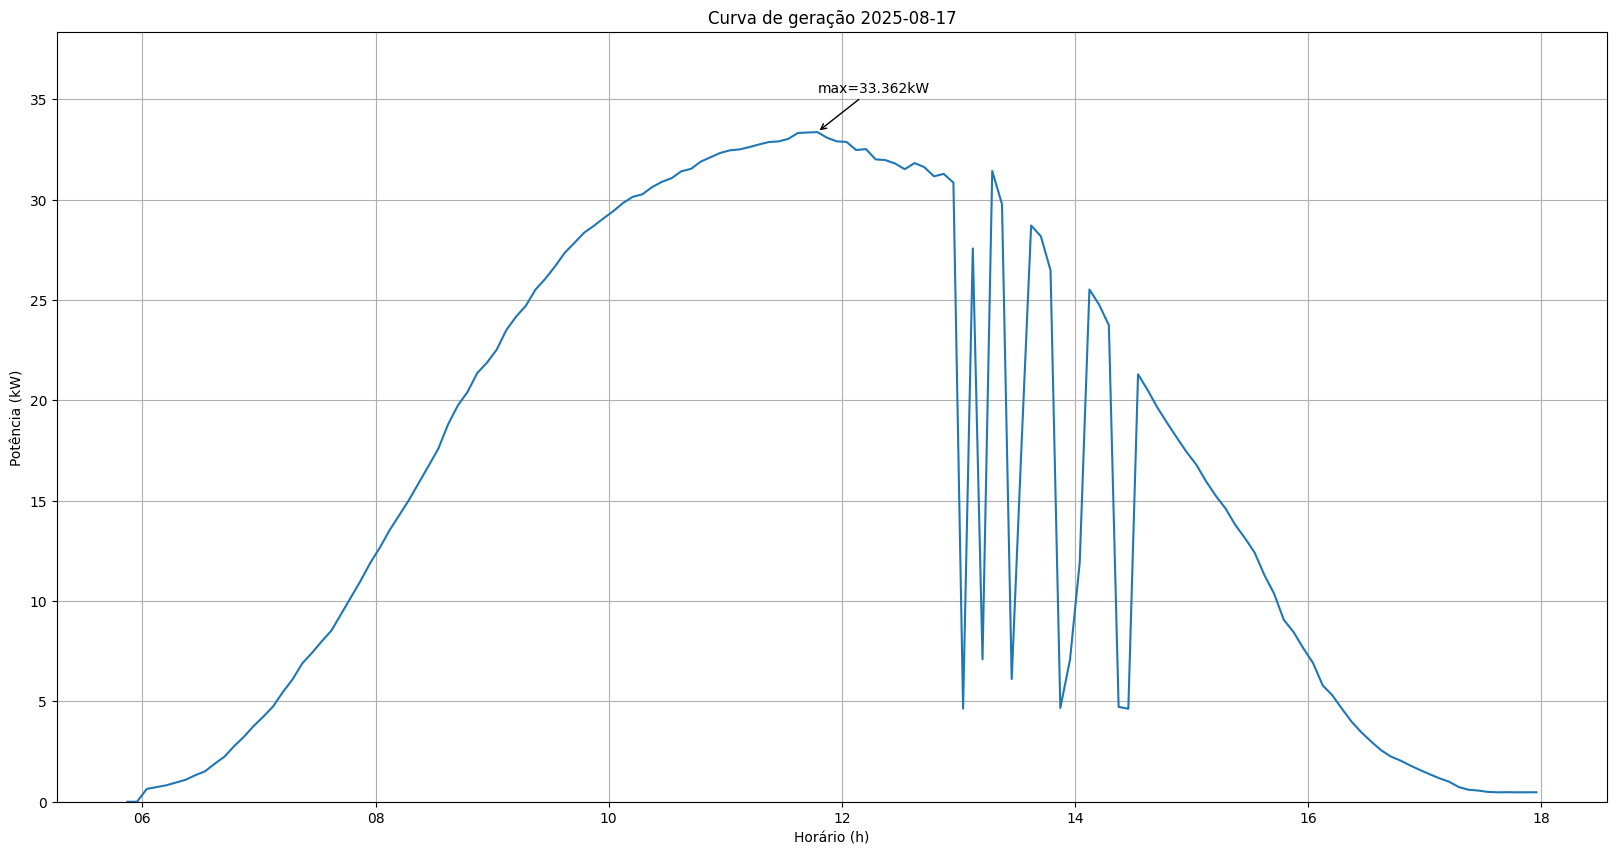 Curva de geração 2025-08-17
max=33.362kW
35
30
25
20
15
10
5
0
Potência (kW)
06 08 10 12 14 16 18
Horário (h)